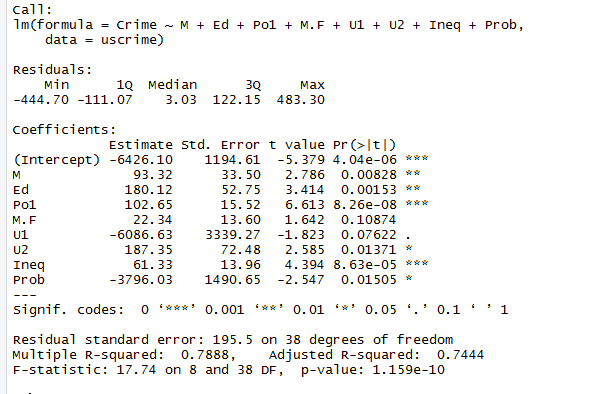 Call:
lm(formula = Crime ~ M + Ed + Po1 + M.F + U1 + U2 + Ineq + Prob,
    data = uscrime)

Residuals:
    Min      1Q  Median      3Q     Max
-444.70 -111.07    3.03  122.15  483.30

Coefficients:
            Estimate Std. Error t value Pr(>|t|)
(Intercept) -6426.10    1194.61  -5.379 4.04e-06 ***
M              93.32      33.50   2.786  0.00828 **
Ed            180.12      52.75   3.414  0.00153 **
Po1           102.65      15.52   6.613 8.26e-08 ***
M.F            22.34      13.60   1.642  0.10874
U1          -6086.63    3339.27  -1.823  0.07622 .
U2            187.35      72.48   2.585  0.01371 *
Ineq           61.33      13.96   4.394 8.63e-05 ***
Prob        -3796.03    1490.65  -2.547  0.01505 *
---
Signif. codes:  0 ‘***’ 0.001 ‘**’ 0.01 ‘*’ 0.05 ‘.’ 0.1 ‘ ’ 1

Residual standard error: 195.5 on 38 degrees of freedom
Multiple R-squared:  0.7888,    Adjusted R-squared:  0.7444
F-statistic: 17.74 on 8 and 38 DF,  p-value: 1.159e-10